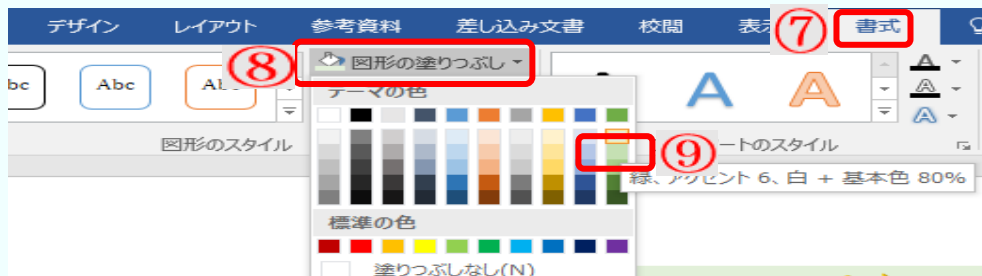 デザイン レイアウト 参考資料 差し込み文書 校閲 表示 ⑦ 書式
⑧ 図形の塗りつぶし
Abc Abc
テーマの色
図形のスタイル
⑨ ートのスタイル
緑、アクセント 6、白 + 基本色 80%
標準の色
塗りつぶしなし(N)